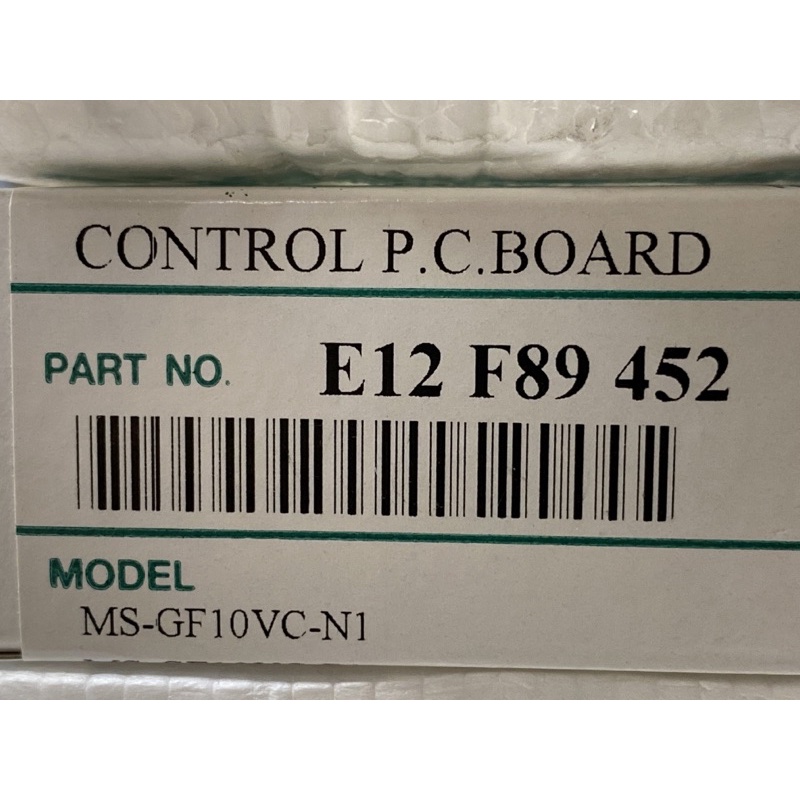 CONTROL P.C.BOARD
PART NO. E12 F89 452
MODEL
MS-GF10VC-N1